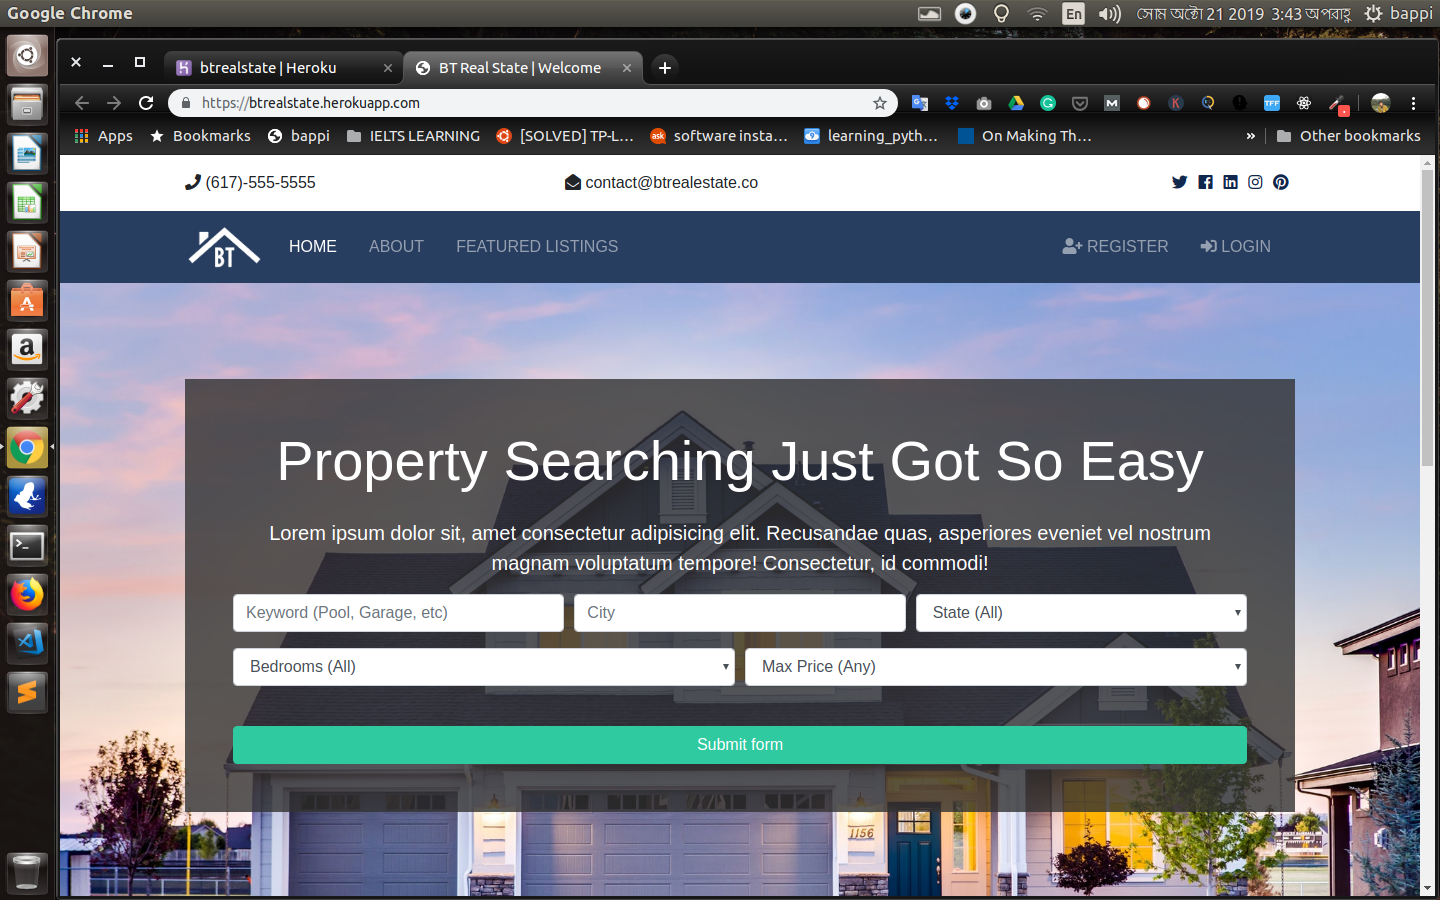 Google Chrome
En
সোম অক্টো 21 2019 3:43 অপরাহ্ণ
bappi
btrealstate | Heroku
BT Real State | Welcome
https://btrealstate.herokuapp.com
Apps
Bookmarks
bappi
IELTS LEARNING
[SOLVED] TP-L...
software insta...
learning_pyth...
On Making Th...
»
Other bookmarks
(617)-555-5555
contact@btrealestate.co
BT
HOME
ABOUT
FEATURED LISTINGS
REGISTER
LOGIN
Property Searching Just Got So Easy
Lorem ipsum dolor sit, amet consectetur adipisicing elit. Recusandae quas, asperiores eveniet vel nostrum
magnam voluptatum tempore! Consectetur, id commodi!
Keyword (Pool, Garage, etc)
City
State (All)
Bedrooms (All)
Max Price (Any)
Submit form
1156